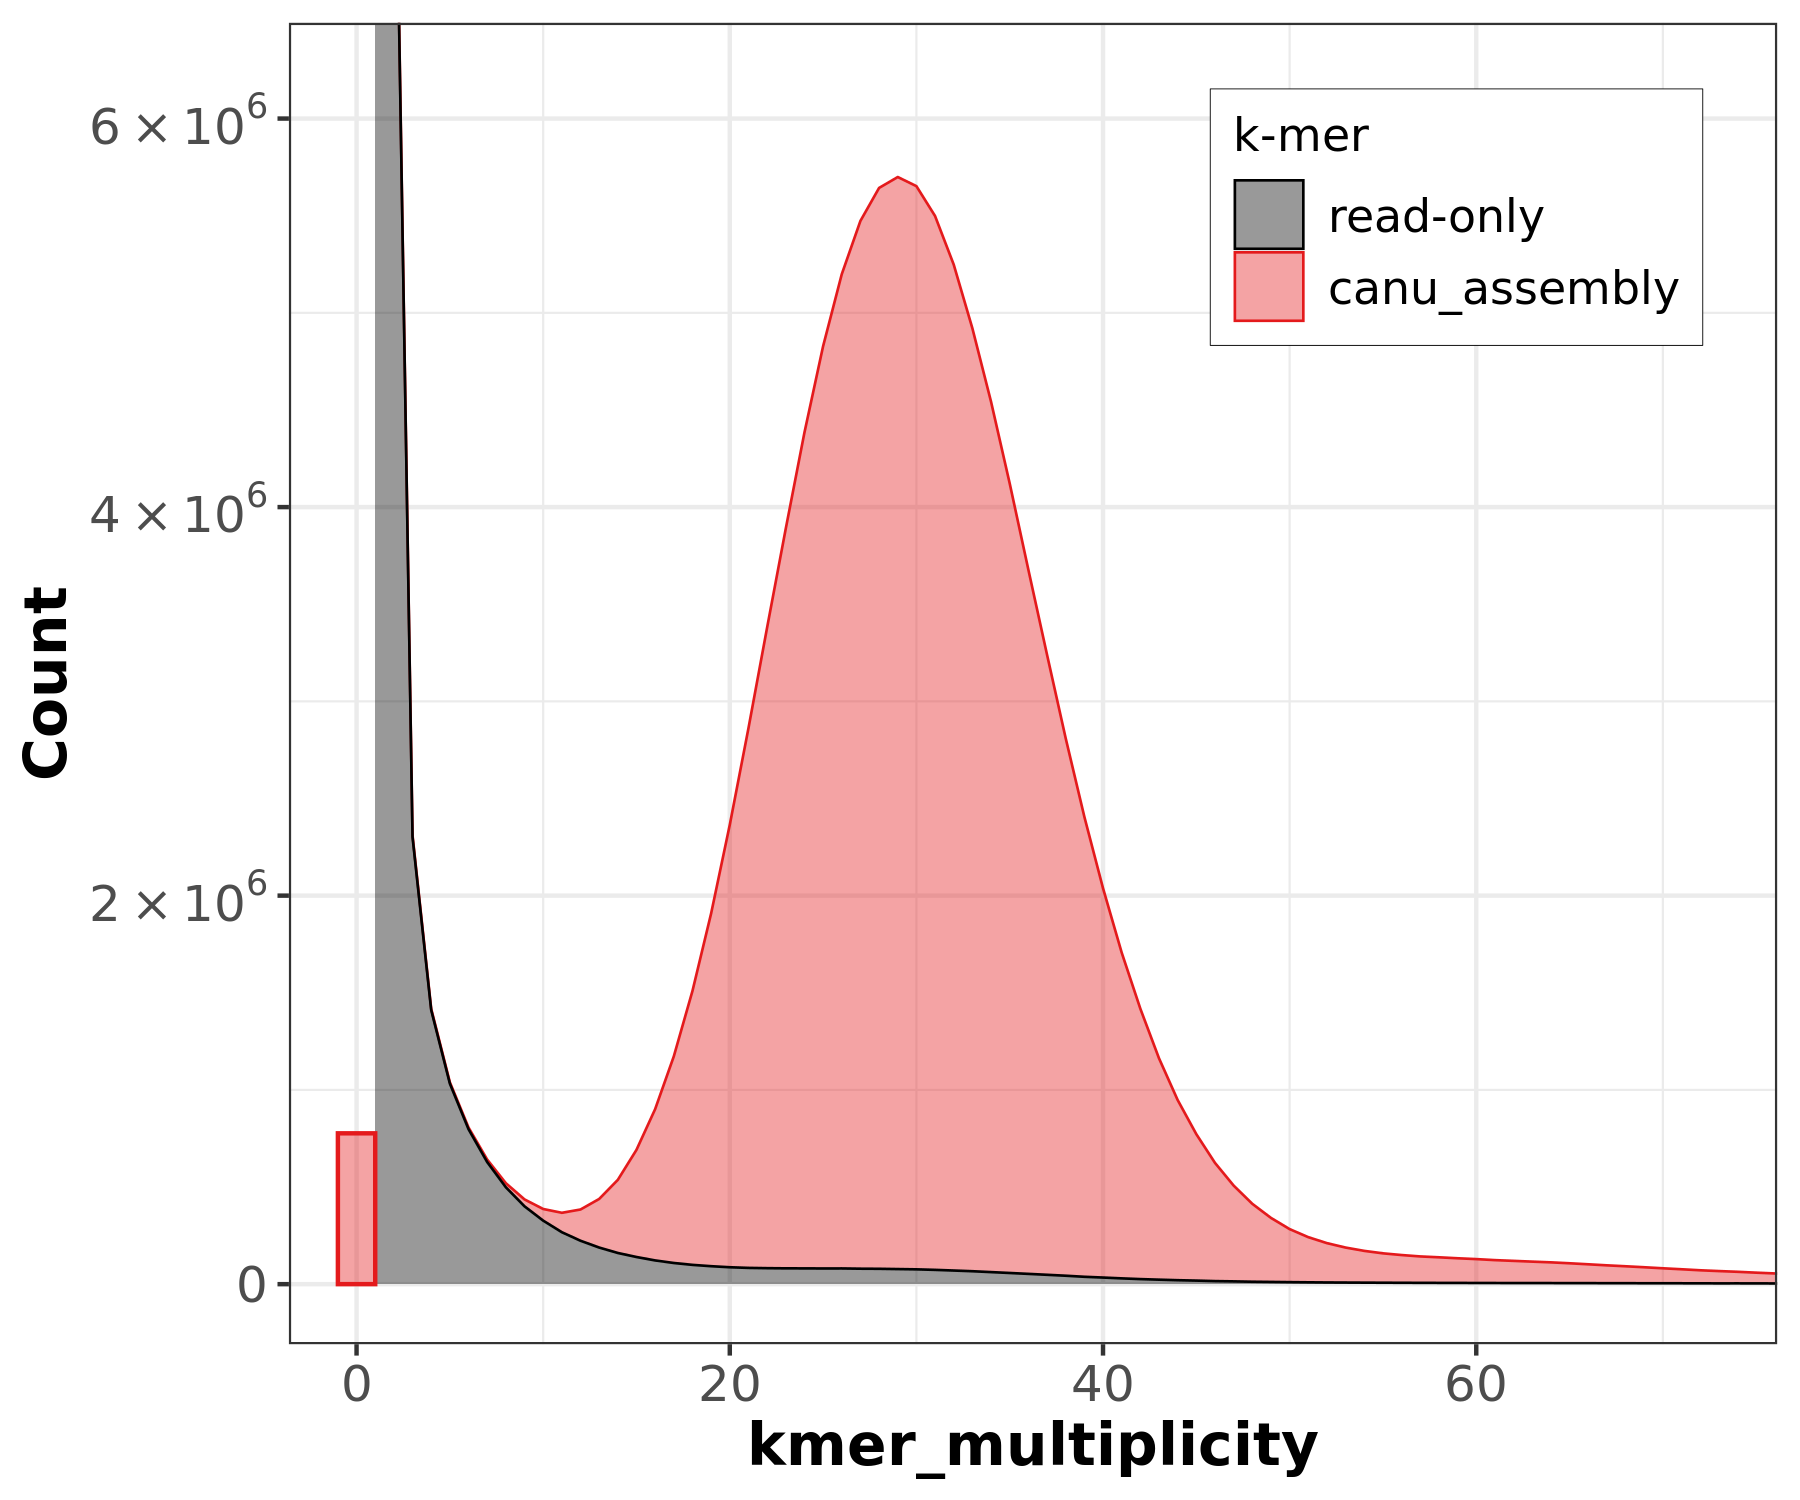 6 × 10⁶
4 × 10⁶
2 × 10⁶
0
Count
0 20 40 60
kmer_multiplicity
k-mer
read-only
canu_assembly